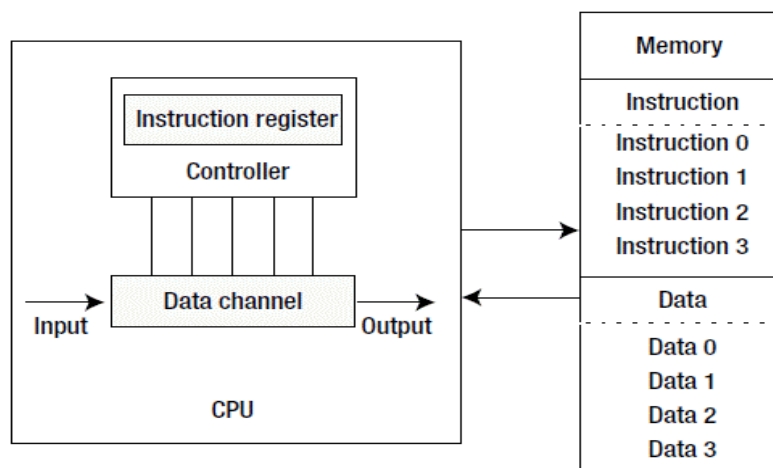 Instruction register
Controller
Data channel
Input
Output
CPU
Memory
Instruction
Instruction 0
Instruction 1
Instruction 2
Instruction 3
Data
Data 0
Data 1
Data 2
Data 3